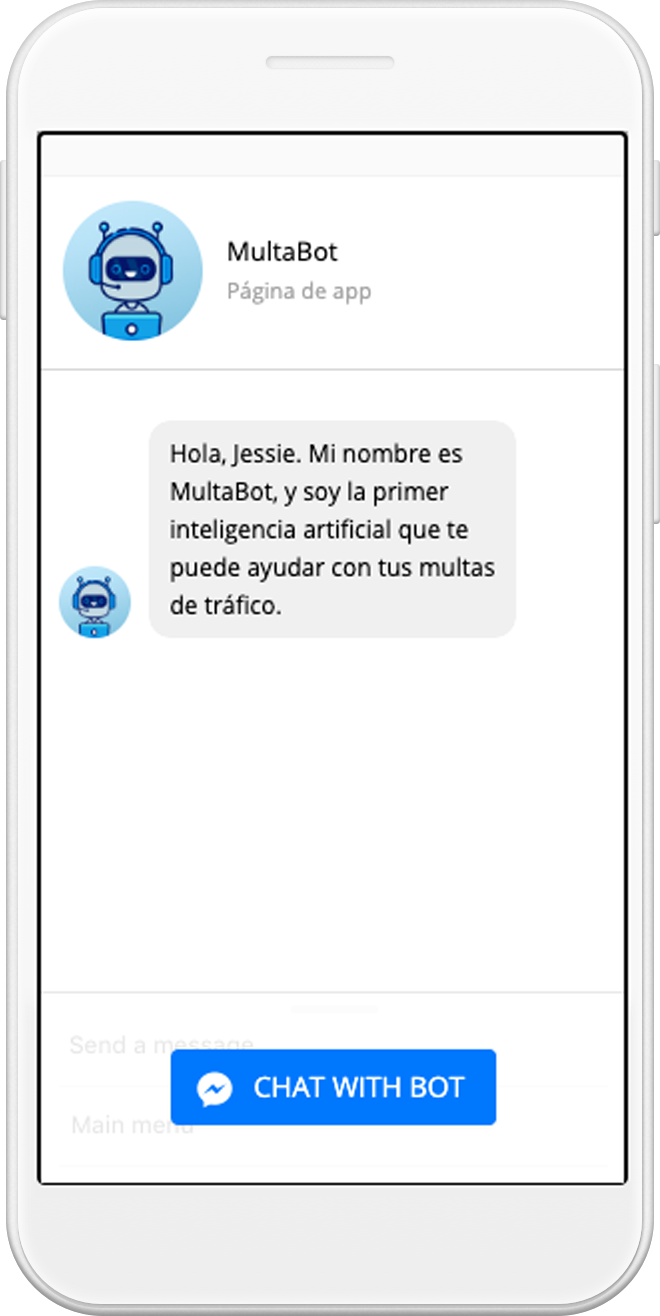 MultaBot
Página de app
Hola, Jessie. Mi nombre es
MultaBot, y soy la primer
inteligencia artificial que te
puede ayudar con tus multas
de tráfico.
Send a message
CHAT WITH BOT
Main menu